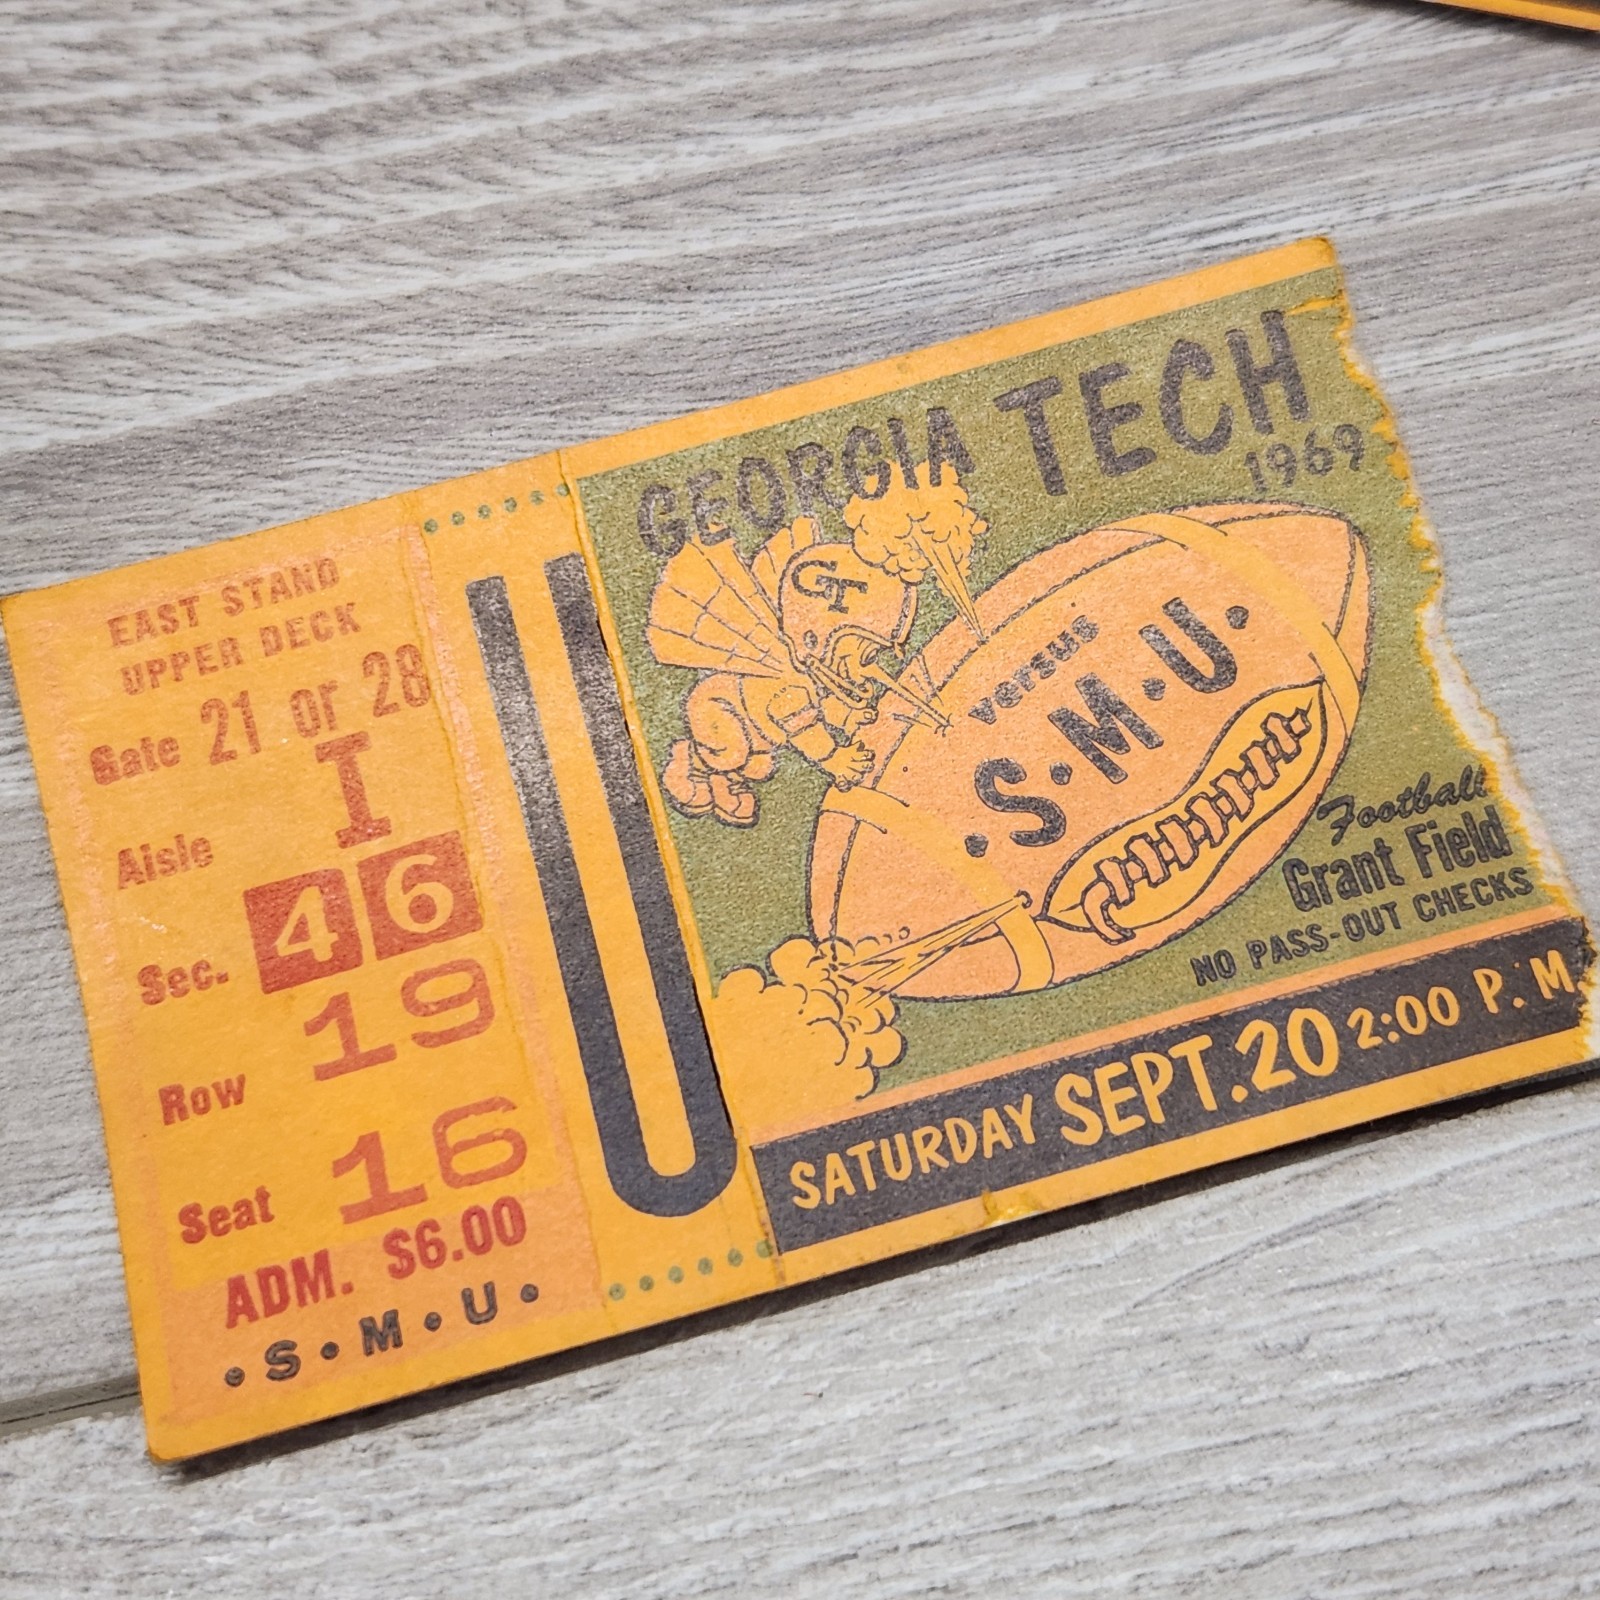 EAST STAND
UPPER DECK
Gate 21 or 28
Aisle I
Sec. 46
Row 19
Seat 16
ADM. $6.00
• S • M • U •
U
GEORGIA TECH
1969
GT
versus
• S • M • U •
Football
Grant Field
NO PASS-OUT CHECKS
SATURDAY SEPT. 20 2:00 P. M.